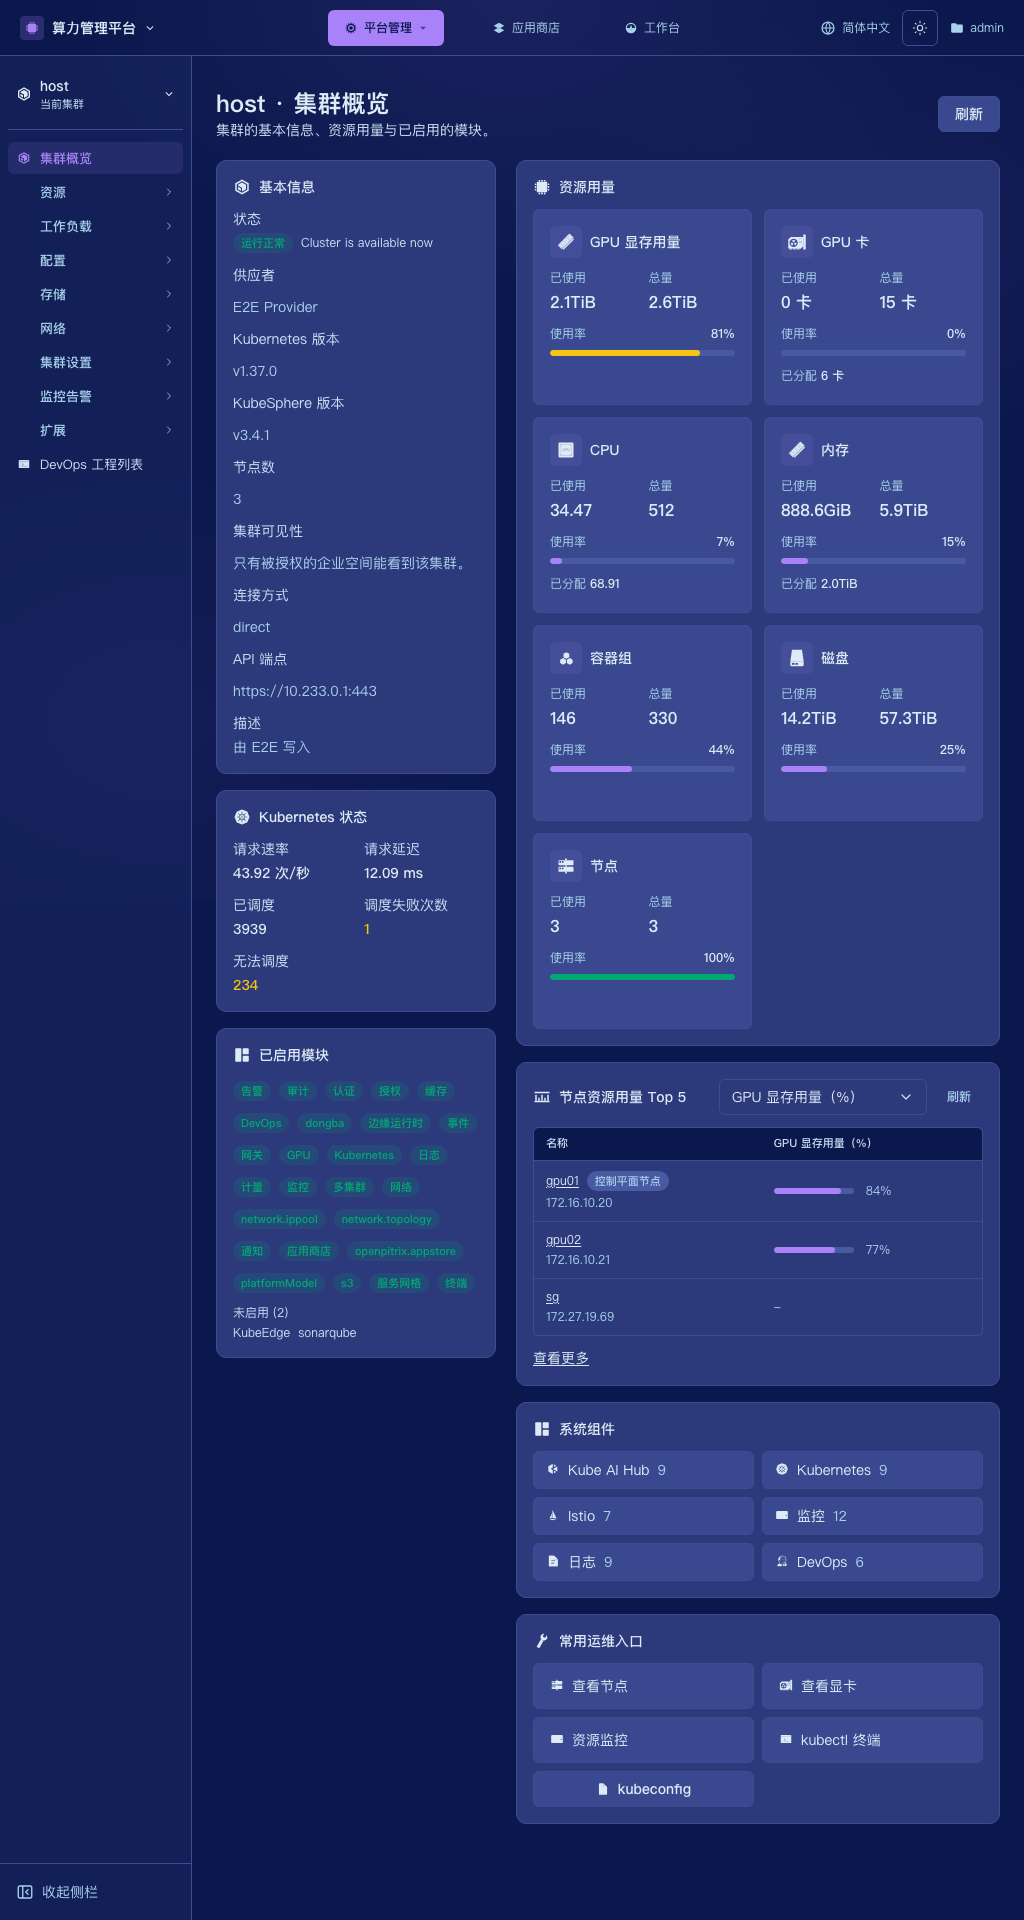 算力管理平台
平台管理
应用商店
工作台
简体中文
admin
host
当前集群
集群概览
资源
工作负载
配置
存储
网络
集群设置
监控告警
扩展
DevOps 工程列表
收起侧栏
host · 集群概览
集群的基本信息、资源用量与已启用的模块。
刷新
基本信息
状态
运行正常 Cluster is available now
供应者
E2E Provider
Kubernetes 版本
v1.37.0
KubeSphere 版本
v3.4.1
节点数
3
集群可见性
只有被授权的企业空间能看到该集群。
连接方式
direct
API 端点
https://10.233.0.1:443
描述
由 E2E 写入
Kubernetes 状态
请求速率 请求延迟
43.92 次/秒 12.09 ms
已调度 调度失败次数
3939 1
无法调度
234
已启用模块
告警 审计 认证 授权 缓存
DevOps dongba 边缘运行时 事件
网关 GPU Kubernetes 日志
计量 监控 多集群 网络
network.ippool network.topology
通知 应用商店 openpitrix.appstore
platformModel s3 服务网格 终端
未启用 (2)
KubeEdge sonarqube
资源用量
GPU 显存用量
已使用 总量
2.1TiB 2.6TiB
使用率 81%
GPU 卡
已使用 总量
0 卡 15 卡
使用率 0%
已分配 6 卡
CPU
已使用 总量
34.47 512
使用率 7%
已分配 68.91
内存
已使用 总量
888.6GiB 5.9TiB
使用率 15%
已分配 2.0TiB
容器组
已使用 总量
146 330
使用率 44%
磁盘
已使用 总量
14.2TiB 57.3TiB
使用率 25%
节点
已使用 总量
3 3
使用率 100%
节点资源用量 Top 5
GPU 显存用量（%）
刷新
名称 GPU 显存用量（%）
gpu01 控制平面节点
172.16.10.20
84%
gpu02
172.16.10.21
77%
sg
172.27.19.69
–
查看更多
系统组件
Kube AI Hub 9
Kubernetes 9
Istio 7
监控 12
日志 9
DevOps 6
常用运维入口
查看节点
查看显卡
资源监控
kubectl 终端
kubeconfig